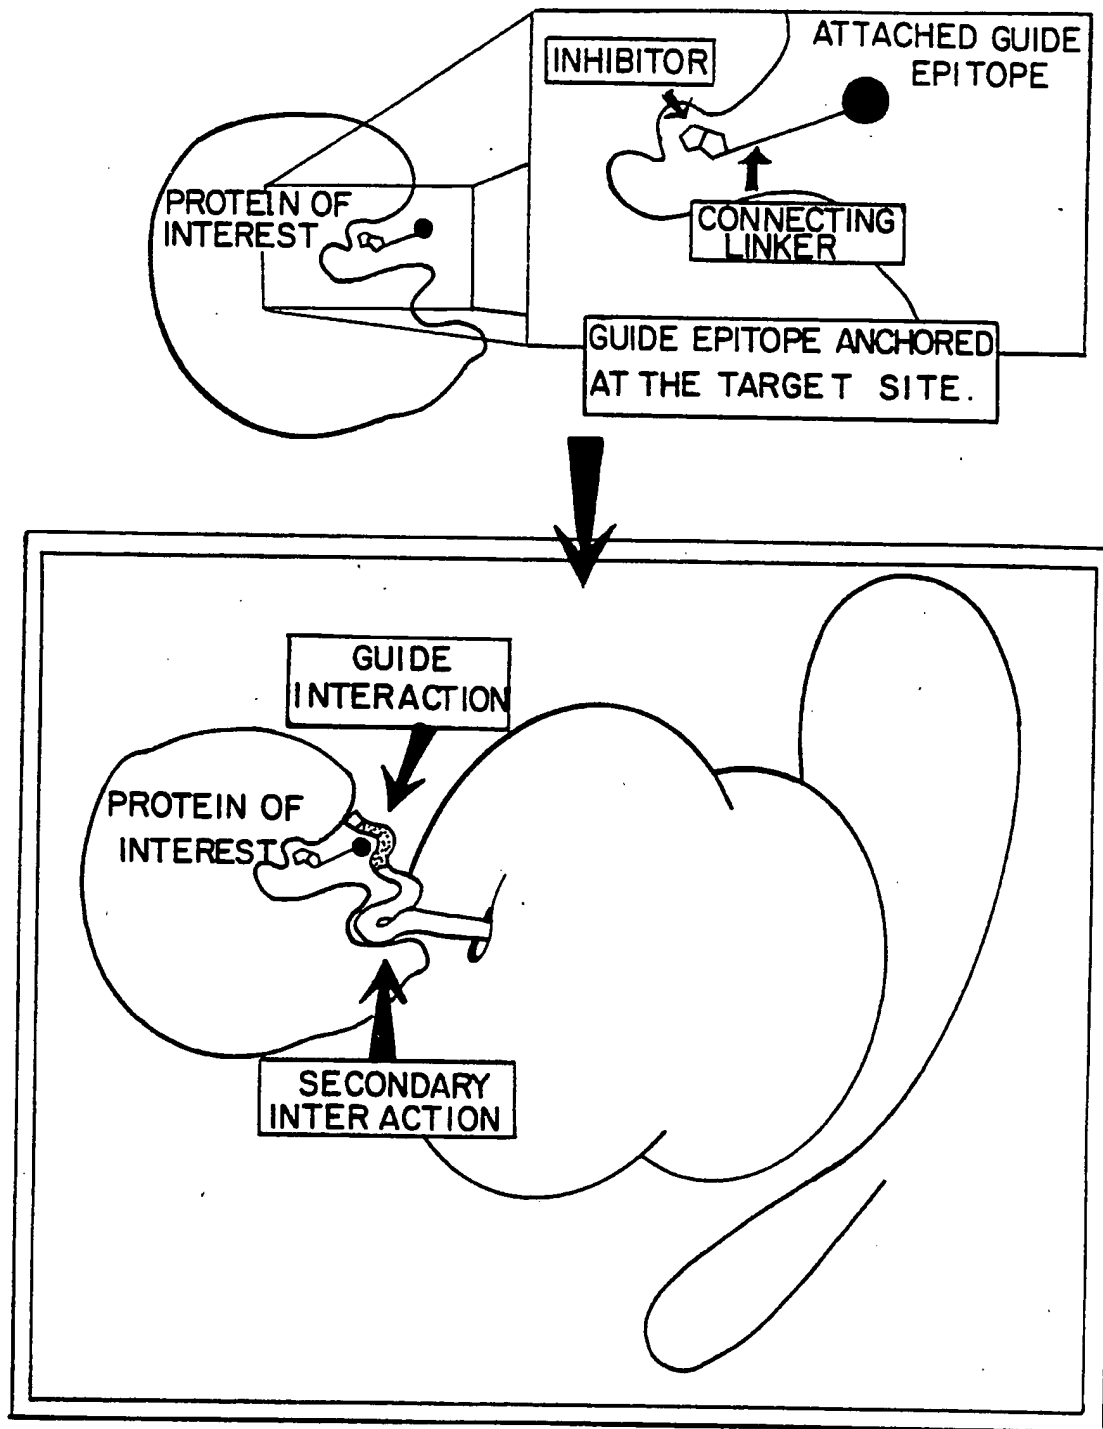 INHIBITOR
ATTACHED GUIDE
EPITOPE
PROTEIN OF
INTEREST
CONNECTING
LINKER
GUIDE EPITOPE ANCHORED
AT THE TARGET SITE.
GUIDE
INTERACTION
PROTEIN OF
INTEREST
SECONDARY
INTERACTION